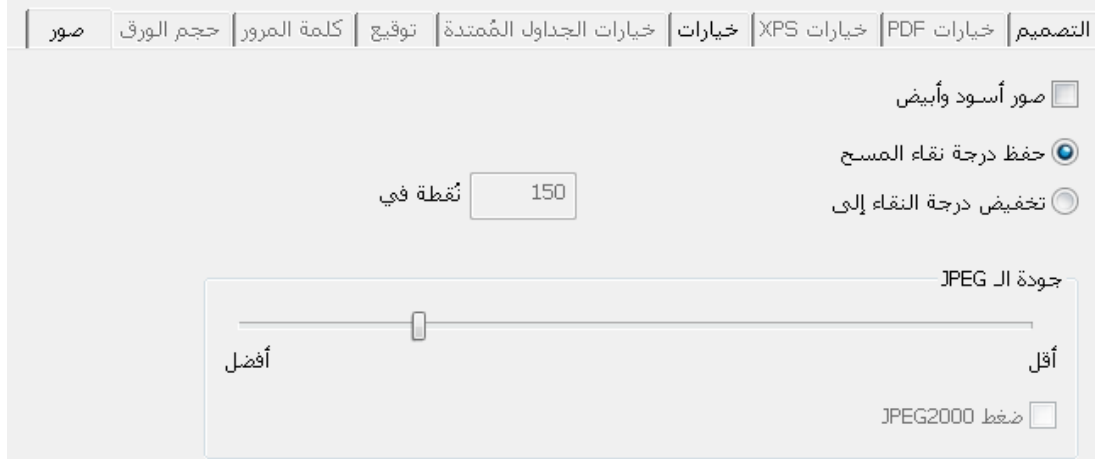 التصميم خيارات PDF خيارات XPS خيارات خيارات الجداول المُمتدة توقيع كلمة المرور حجم الورق صور
صور أسود وأبيض
حفظ درجة نقاء المسح
تخفيض درجة النقاء إلى 150 نُقطة في
جودة الـ JPEG
أقل أفضل
ضغط JPEG2000